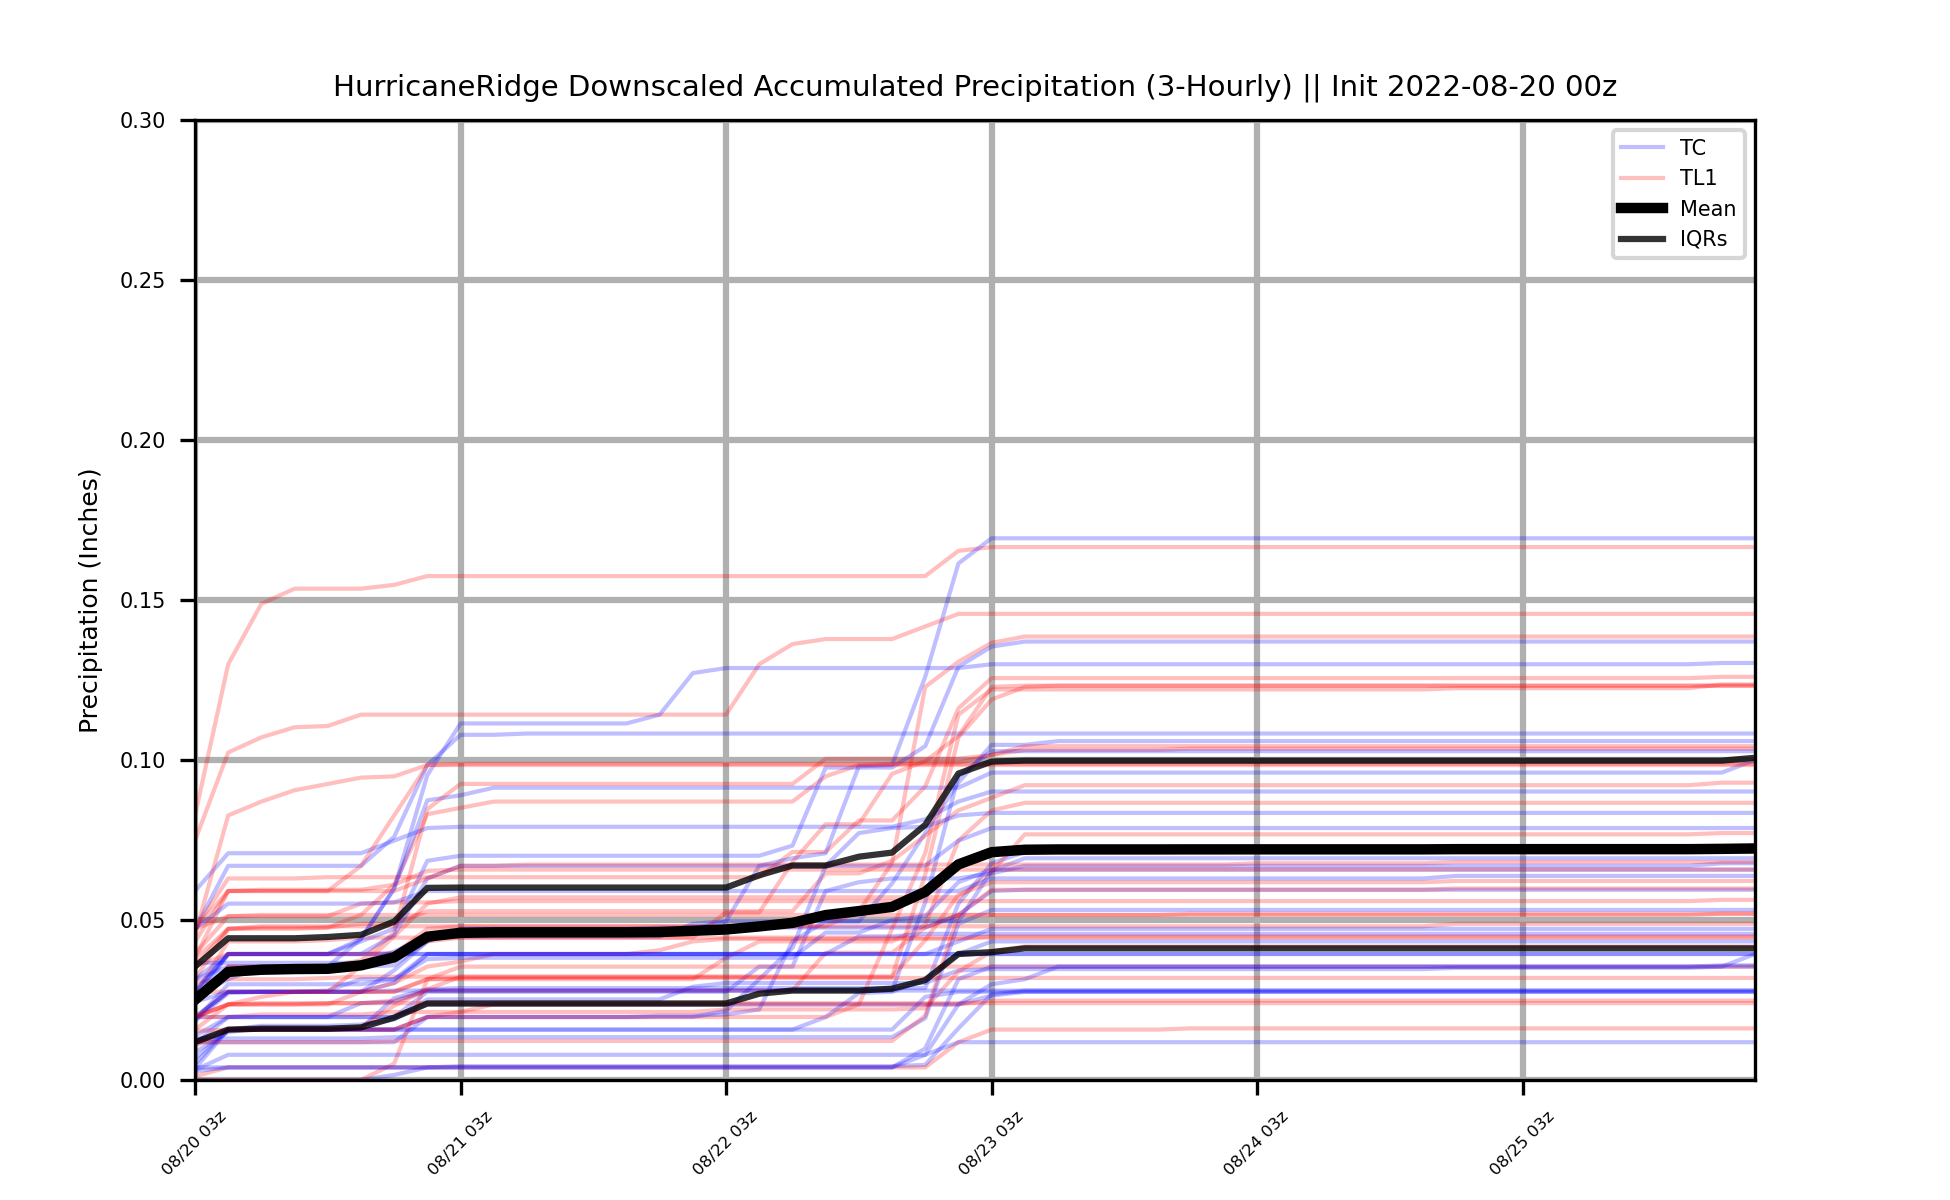 HurricaneRidge Downscaled Accumulated Precipitation (3-Hourly) || Init 2022-08-20 00z
TC
TL1
Mean
IQRs
Precipitation (Inches)
0.30
0.25
0.20
0.15
0.10
0.05
0.00
08/20 03z
08/21 03z
08/22 03z
08/23 03z
08/24 03z
08/25 03z